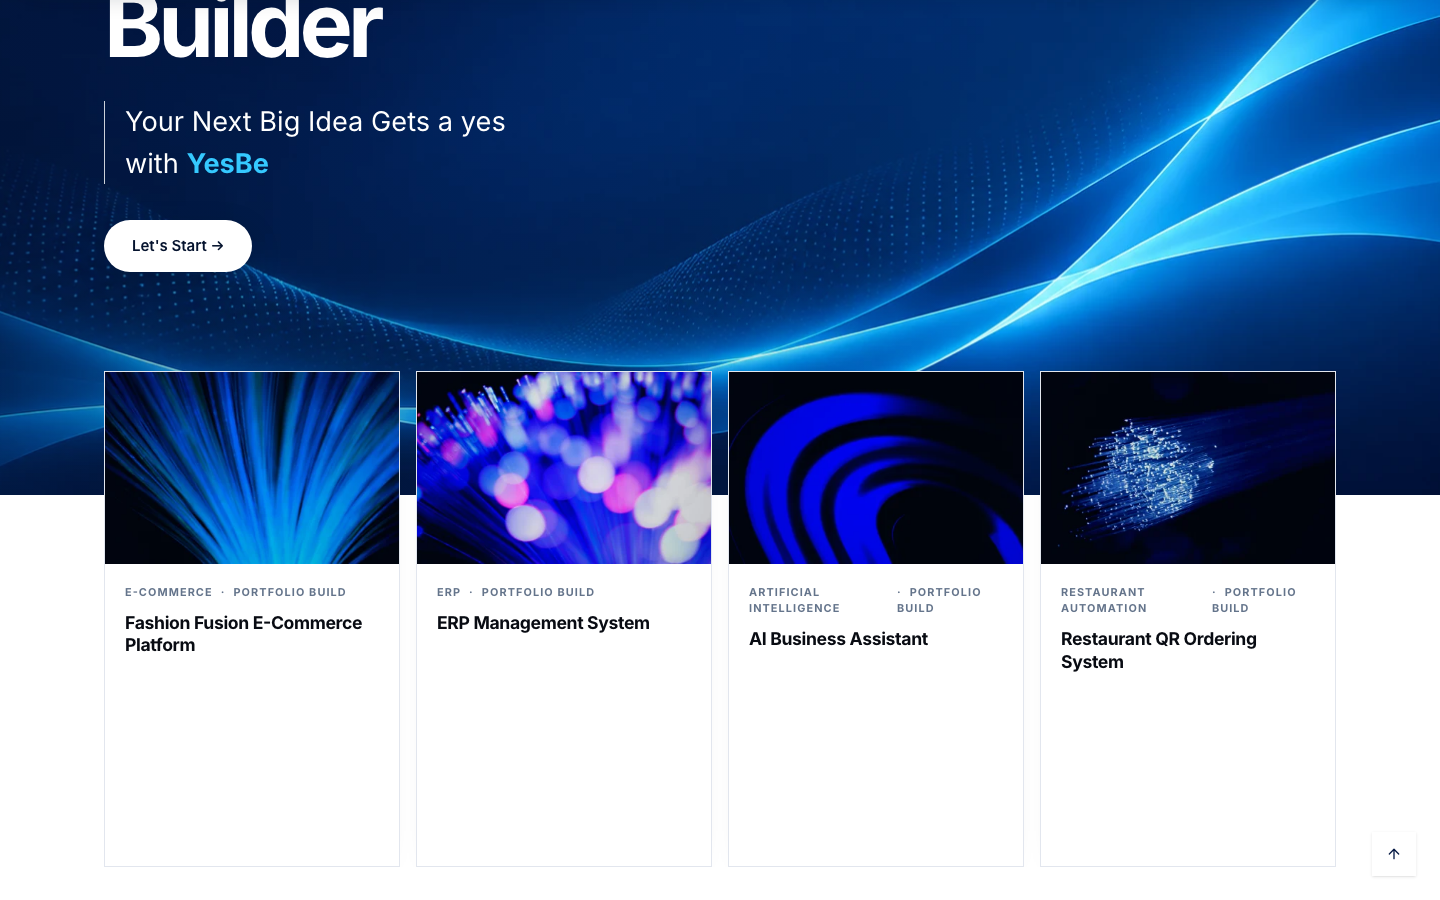 Builder
Your Next Big Idea Gets a yes
with YesBe
Let's Start →
E-COMMERCE · PORTFOLIO BUILD
Fashion Fusion E-Commerce
Platform
ERP · PORTFOLIO BUILD
ERP Management System
ARTIFICIAL · PORTFOLIO
INTELLIGENCE BUILD
AI Business Assistant
RESTAURANT · PORTFOLIO
AUTOMATION BUILD
Restaurant QR Ordering
System